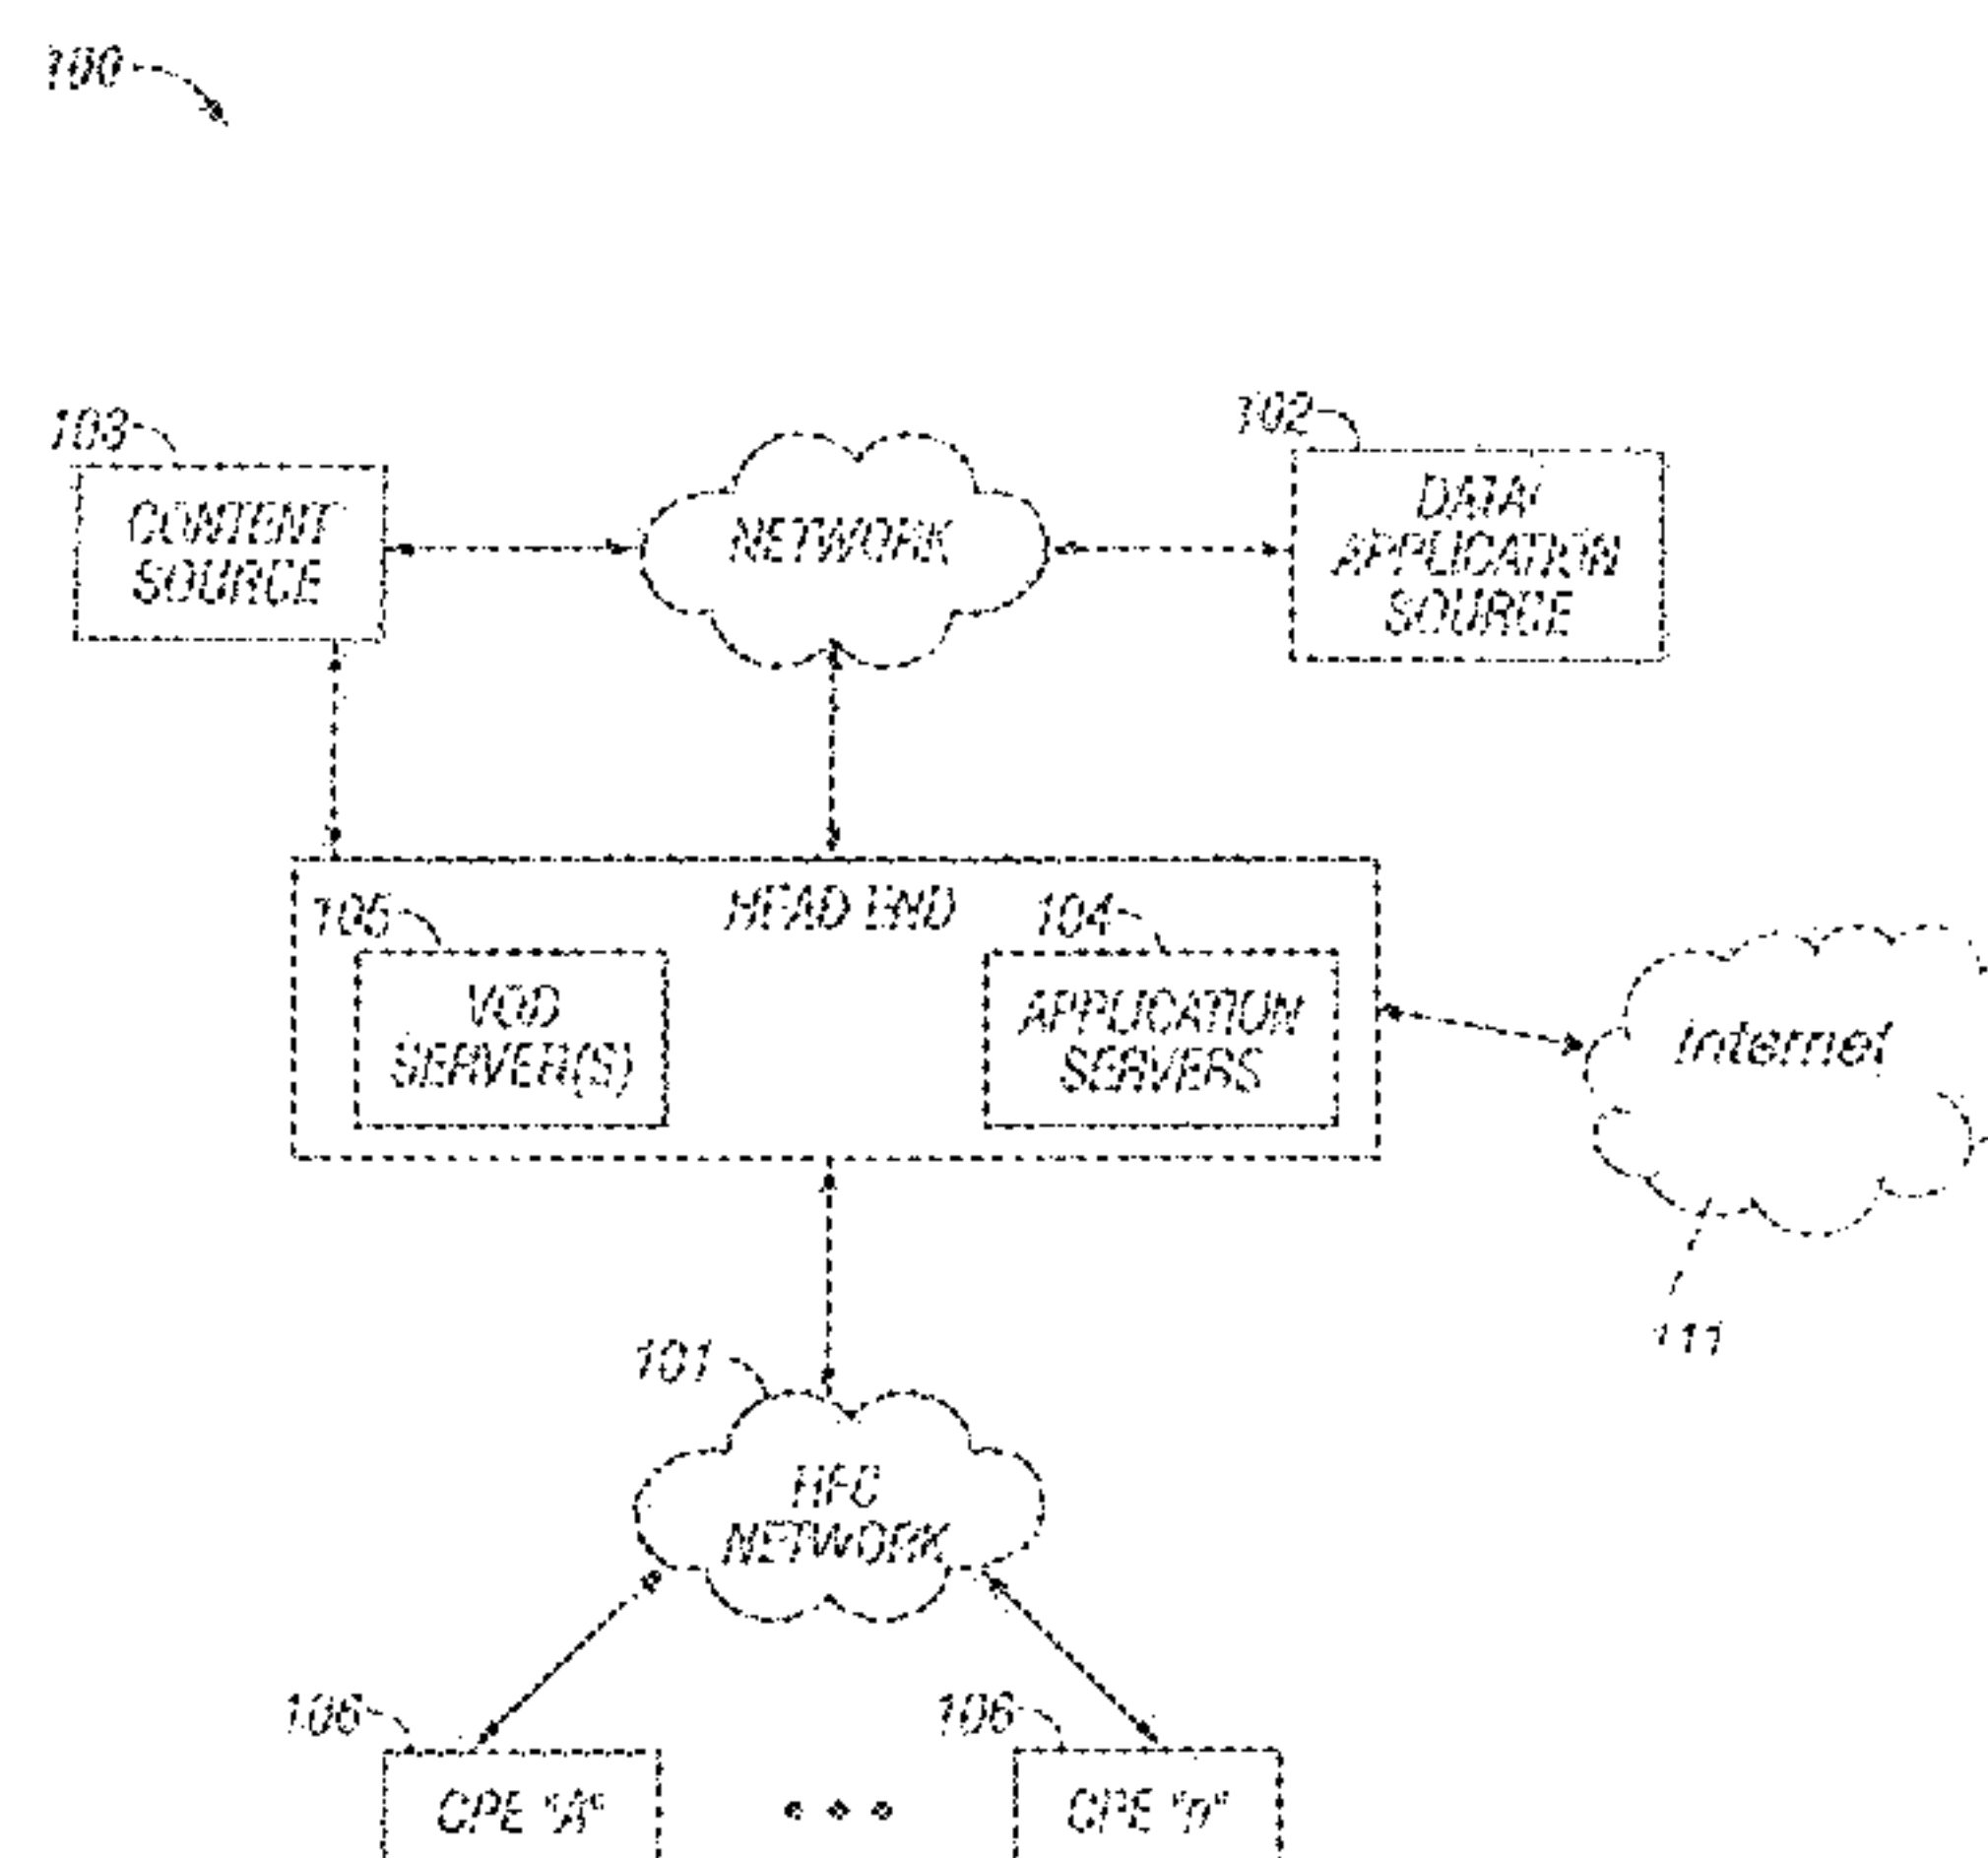 100
103
CONTENT
SOURCE
NETWORK
102
DATA/
APPLICATION
SOURCE
HEAD END
105
VOD
SERVER(S)
104
APPLICATION
SERVERS
Internet
111
101
HFC
NETWORK
106
CPE "A"
106
CPE "n"